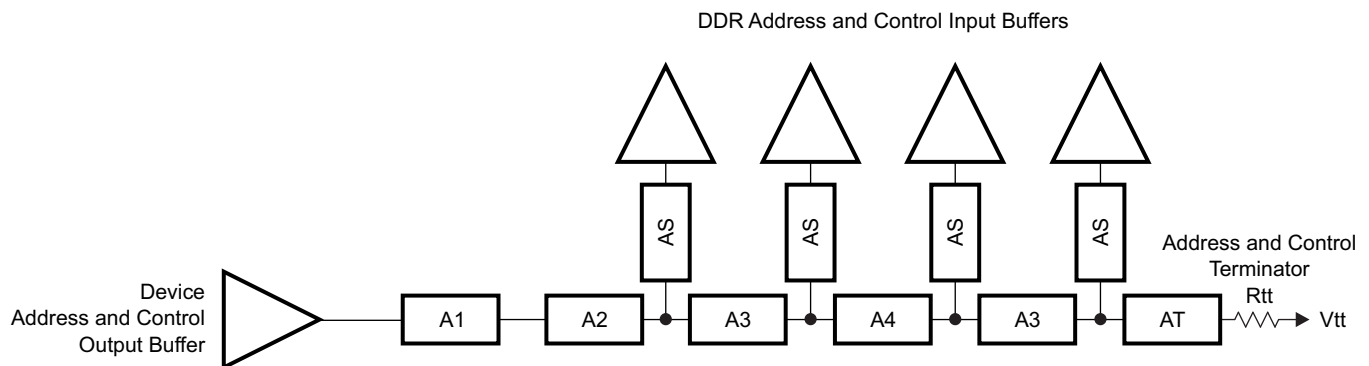 DDR Address and Control Input Buffers
AS
AS
AS
AS
Device
Address and Control
Output Buffer
A1
A2
A3
A4
A3
AT
Address and Control
Terminator
Rtt
Vtt